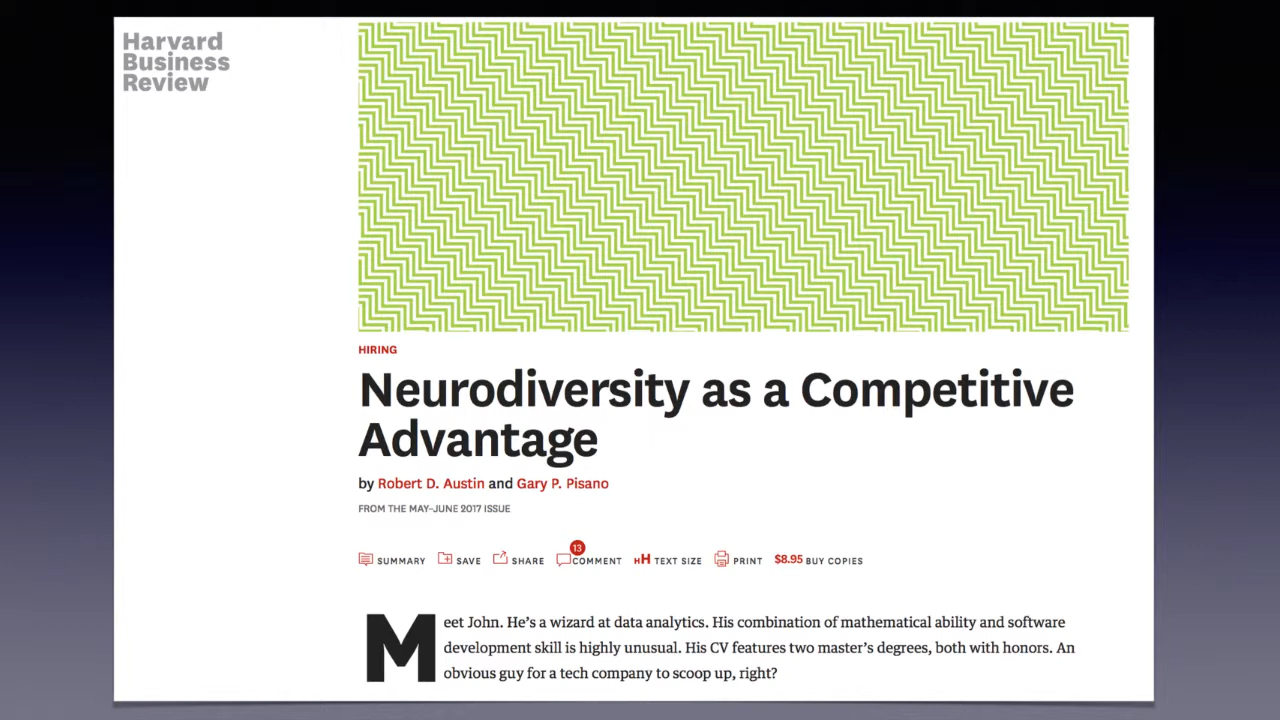 Harvard
Business
Review
HIRING
Neurodiversity as a Competitive
Advantage
by Robert D. Austin and Gary P. Pisano
FROM THE MAY–JUNE 2017 ISSUE
SUMMARY SAVE SHARE 13 COMMENT HH TEXT SIZE PRINT $8.95 BUY COPIES
Meet John. He’s a wizard at data analytics. His combination of mathematical ability and software
development skill is highly unusual. His CV features two master’s degrees, both with honors. An
obvious guy for a tech company to scoop up, right?